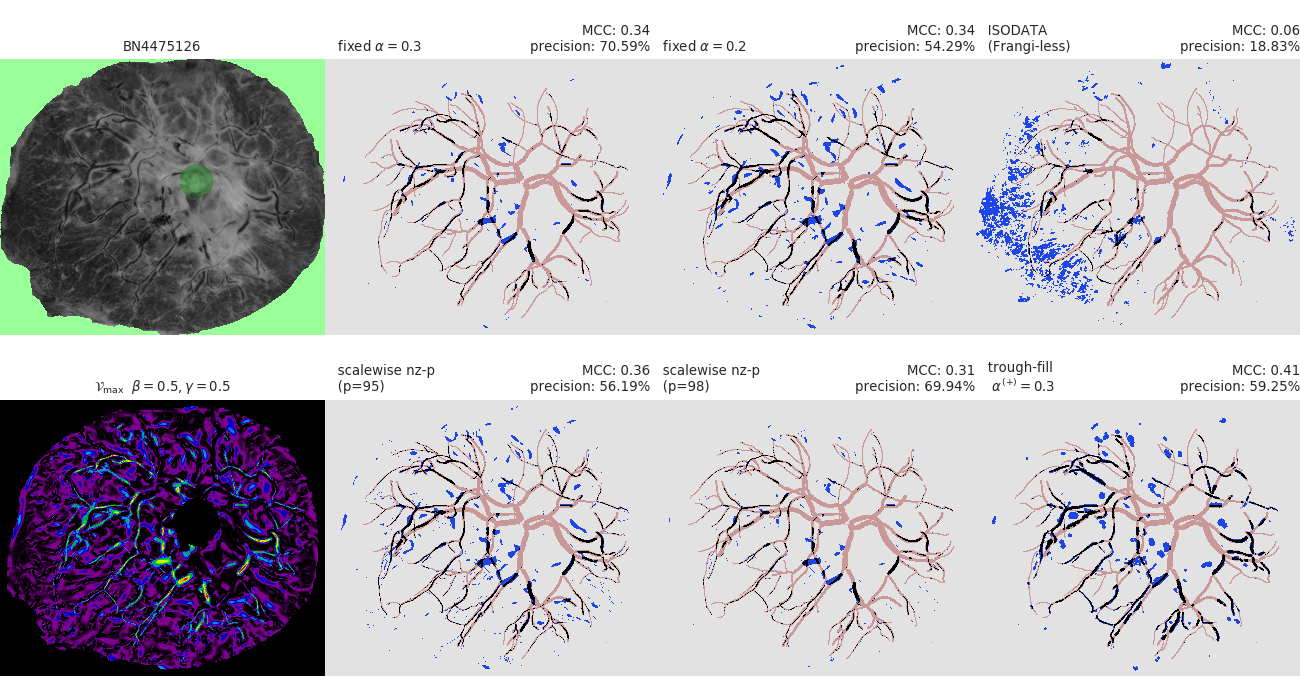 BN4475126
fixed α = 0.3
MCC: 0.34
precision: 70.59%
fixed α = 0.2
MCC: 0.34
precision: 54.29%
ISODATA
(Frangi-less)
MCC: 0.06
precision: 18.83%
𝒱max β = 0.5, γ = 0.5
scalewise nz-p
(p=95)
MCC: 0.36
precision: 56.19%
scalewise nz-p
(p=98)
MCC: 0.31
precision: 69.94%
trough-fill
α(+) = 0.3
MCC: 0.41
precision: 59.25%